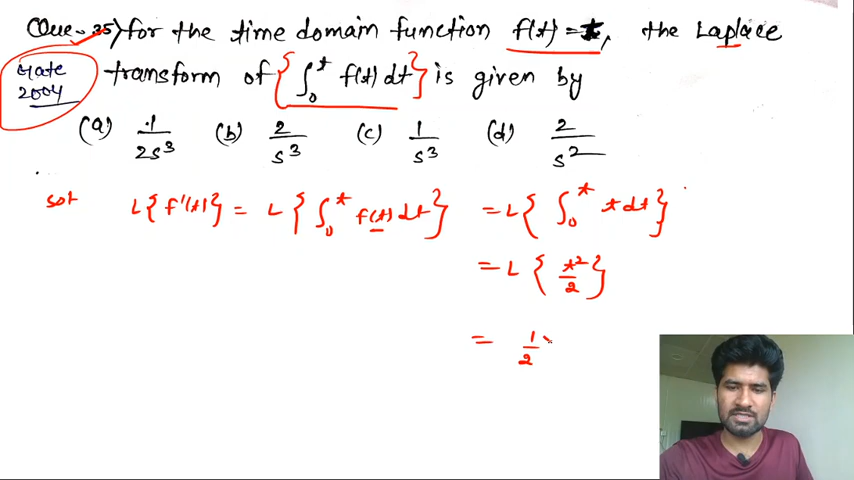 Que-35) for the time domain function f(t) = t, the Laplace
Gate 2004
transform of {∫₀ᵗ f(t) dt} is given by
(a) 1/2s³ (b) 2/s³ (c) 1/s³ (d) 2/s²
sol L{f'(t)} = L{∫₀ᵗ f(t) dt} = L{∫₀ᵗ t dt}
= L{t²/2}
= 1/2